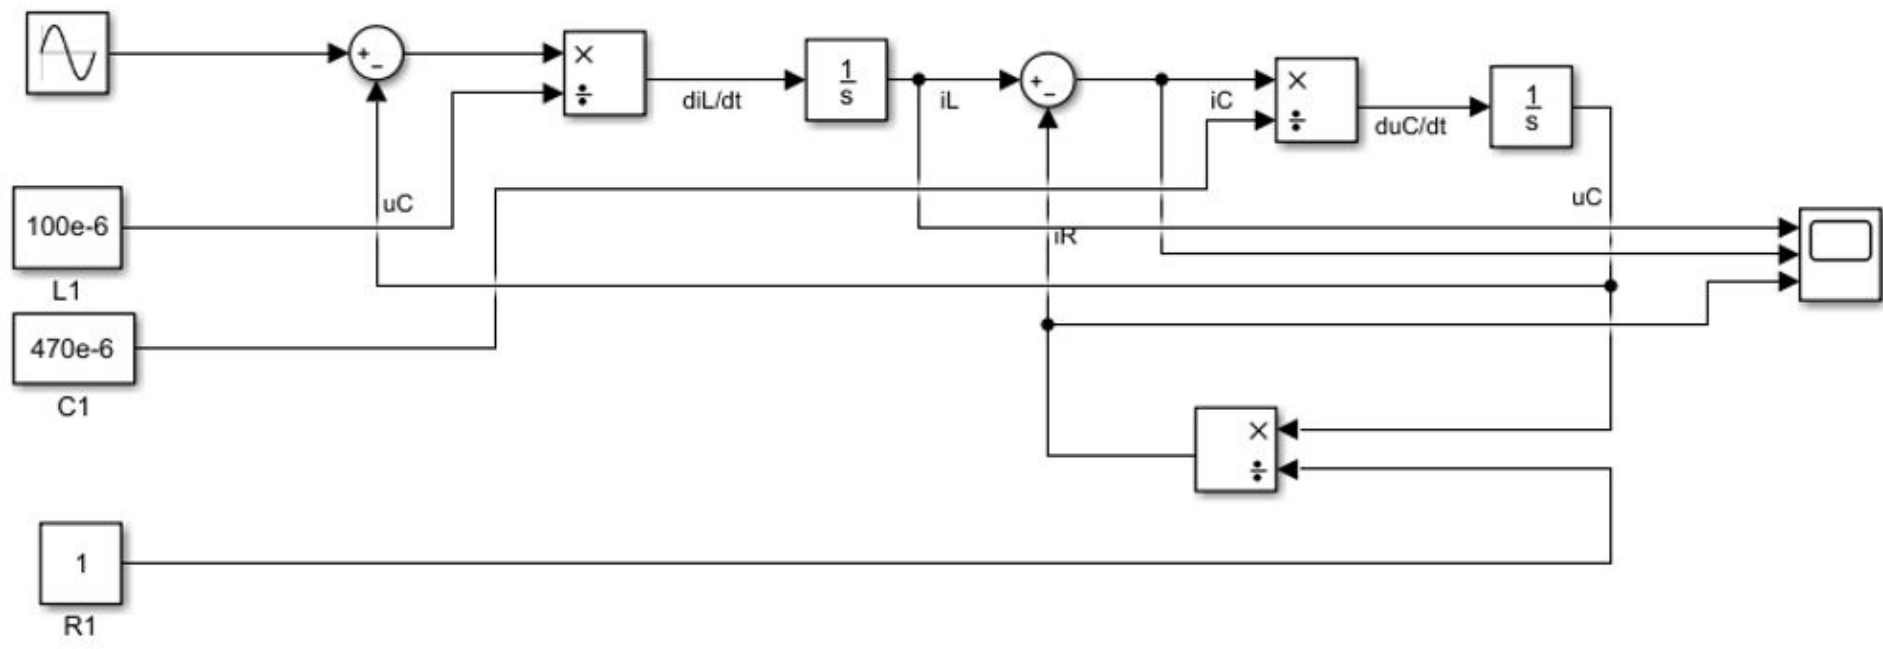 +
−
×
÷
diL/dt
1
s
iL
+
−
iC
×
÷
duC/dt
1
s
uC
uC
100e-6
L1
iR
470e-6
C1
×
÷
1
R1